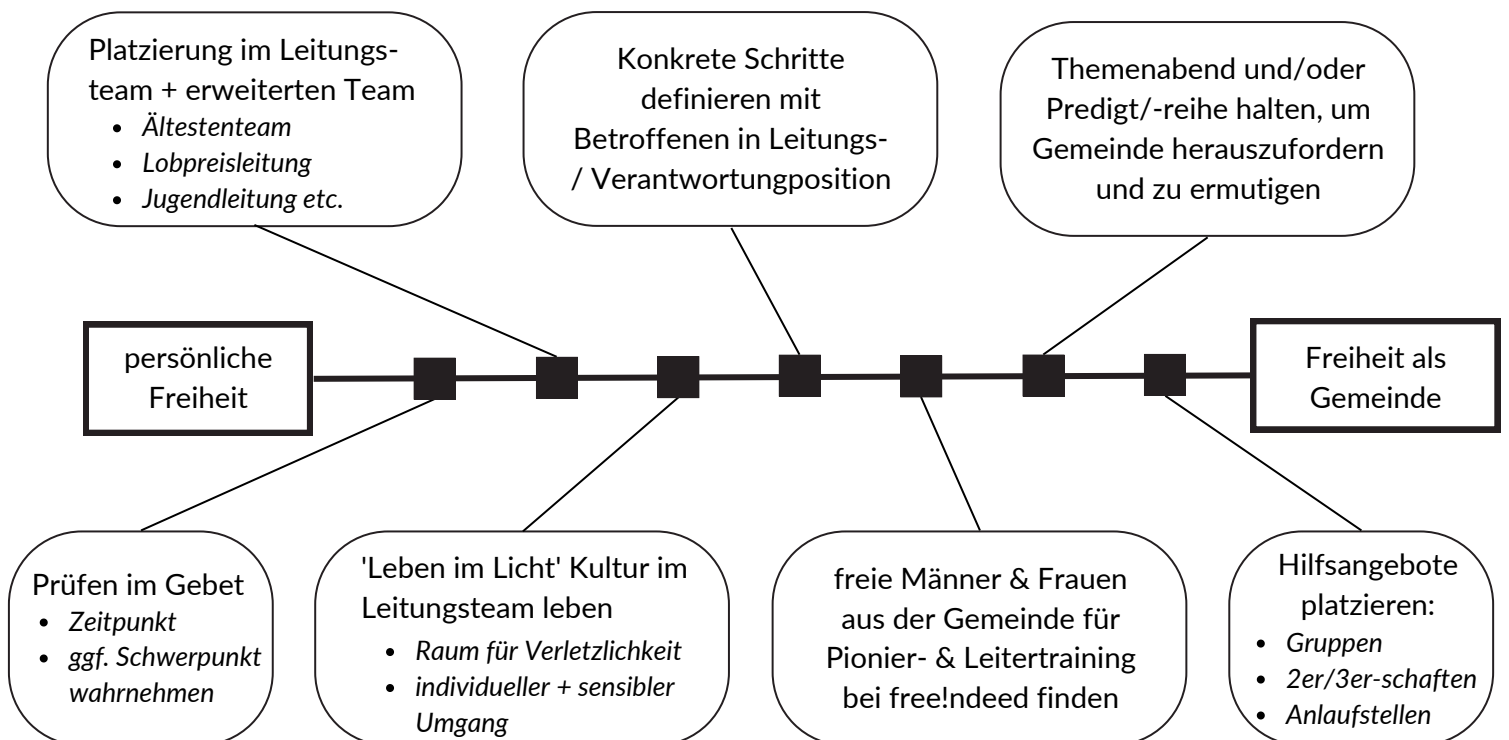 Platzierung im Leitungs-
team + erweiterten Team
• Ältestenteam
• Lobpreisleitung
• Jugendleitung etc.
Konkrete Schritte
definieren mit
Betroffenen in Leitungs-
/ Verantwortungposition
Themenabend und/oder
Predigt/-reihe halten, um
Gemeinde herauszufordern
und zu ermutigen
persönliche
Freiheit
Freiheit als
Gemeinde
Prüfen im Gebet
• Zeitpunkt
• ggf. Schwerpunkt
wahrnehmen
'Leben im Licht' Kultur im
Leitungsteam leben
• Raum für Verletzlichkeit
• individueller + sensibler
Umgang
freie Männer & Frauen
aus der Gemeinde für
Pionier- & Leitertraining
bei free!ndeed finden
Hilfsangebote
platzieren:
• Gruppen
• 2er/3er-schaften
• Anlaufstellen